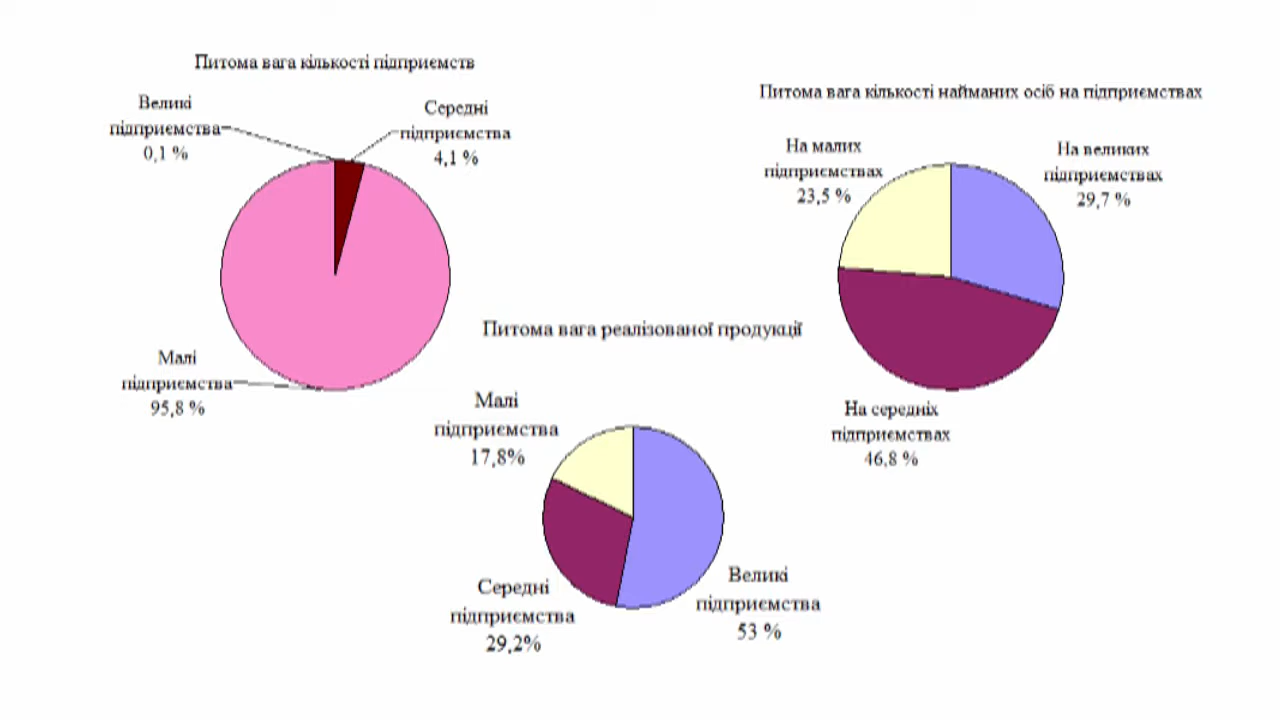 Питома вага кількості підприємств
Великі
підприємства
0,1 %
Середні
підприємства
4,1 %
Малі
підприємства
95,8 %
Питома вага кількості найманих осіб на підприємствах
На малих
підприємствах
23,5 %
На великих
підприємствах
29,7 %
На середніх
підприємствах
46,8 %
Питома вага реалізованої продукції
Малі
підприємства
17,8%
Середні
підприємства
29,2%
Великі
підприємства
53 %